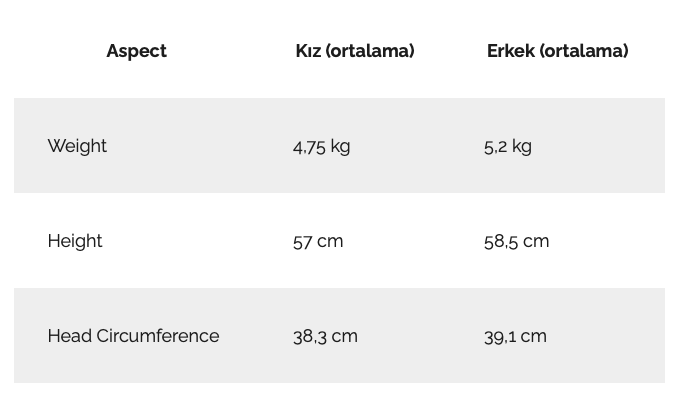 Aspect Kız (ortalama) Erkek (ortalama)
Weight 4,75 kg 5,2 kg
Height 57 cm 58,5 cm
Head Circumference 38,3 cm 39,1 cm